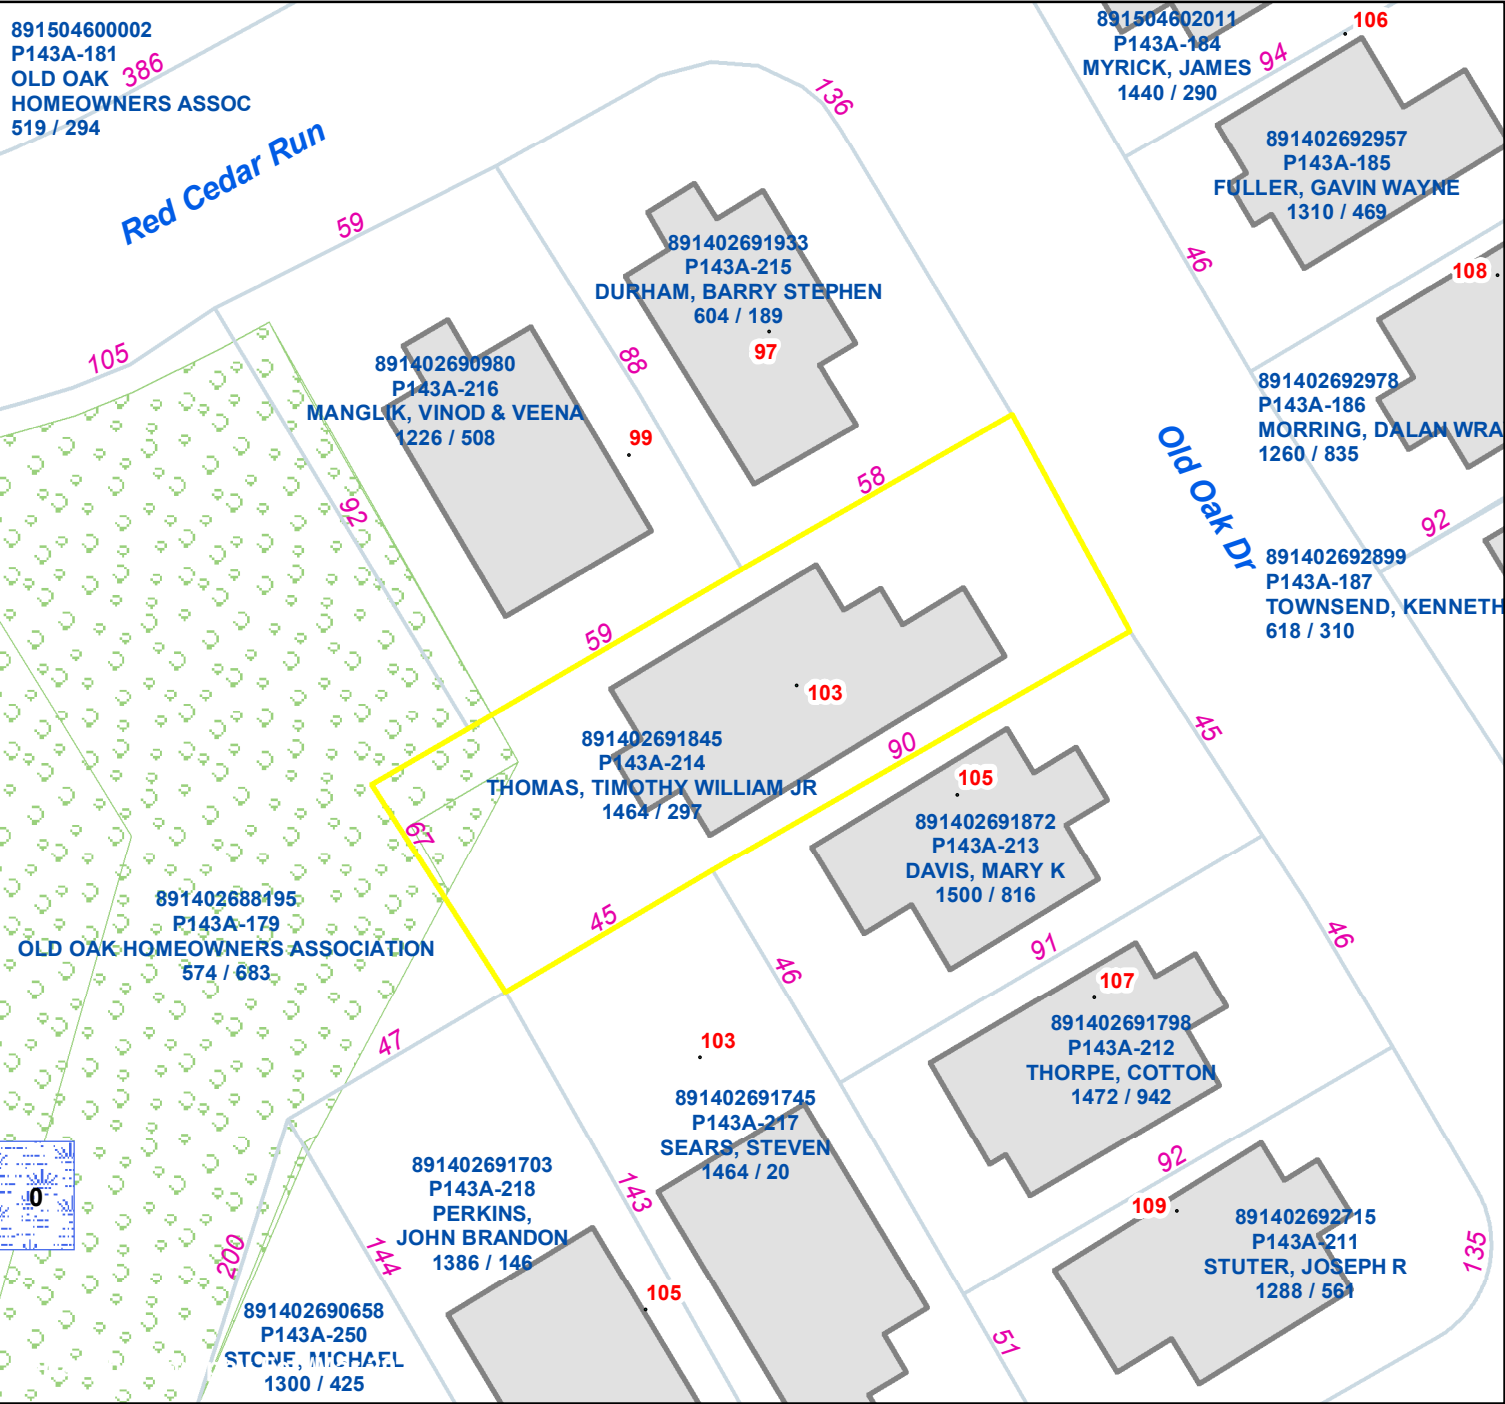 891504600002
P143A-181
OLD OAK
HOMEOWNERS ASSOC
519 / 294
386
Red Cedar Run
59
105
136
891504602011
P143A-184
MYRICK, JAMES
1440 / 290
94
106
891402692957
P143A-185
FULLER, GAVIN WAYNE
1310 / 469
46
108
891402691933
P143A-215
DURHAM, BARRY STEPHEN
604 / 189
97
88
891402690980
P143A-216
MANGLIK, VINOD & VEENA
1226 / 508
99
92
58
891402692978
P143A-186
MORRING, DALAN WRA
1260 / 835
Old Oak Dr
92
891402692899
P143A-187
TOWNSEND, KENNETH
618 / 310
59
103
891402691845
P143A-214
THOMAS, TIMOTHY WILLIAM JR
1464 / 297
90
45
67
105
891402691872
P143A-213
DAVIS, MARY K
1500 / 816
891402688195
P143A-179
OLD OAK HOMEOWNERS ASSOCIATION
574 / 683
45
46
91
46
47
107
891402691798
P143A-212
THORPE, COTTON
1472 / 942
103
891402691745
P143A-217
SEARS, STEVEN
1464 / 20
92
891402691703
P143A-218
PERKINS,
JOHN BRANDON
1386 / 146
143
109
891402692715
P143A-211
STUTER, JOSEPH R
1288 / 561
135
0
200
144
105
51
891402690658
P143A-250
STONE, MICHAEL
1300 / 425